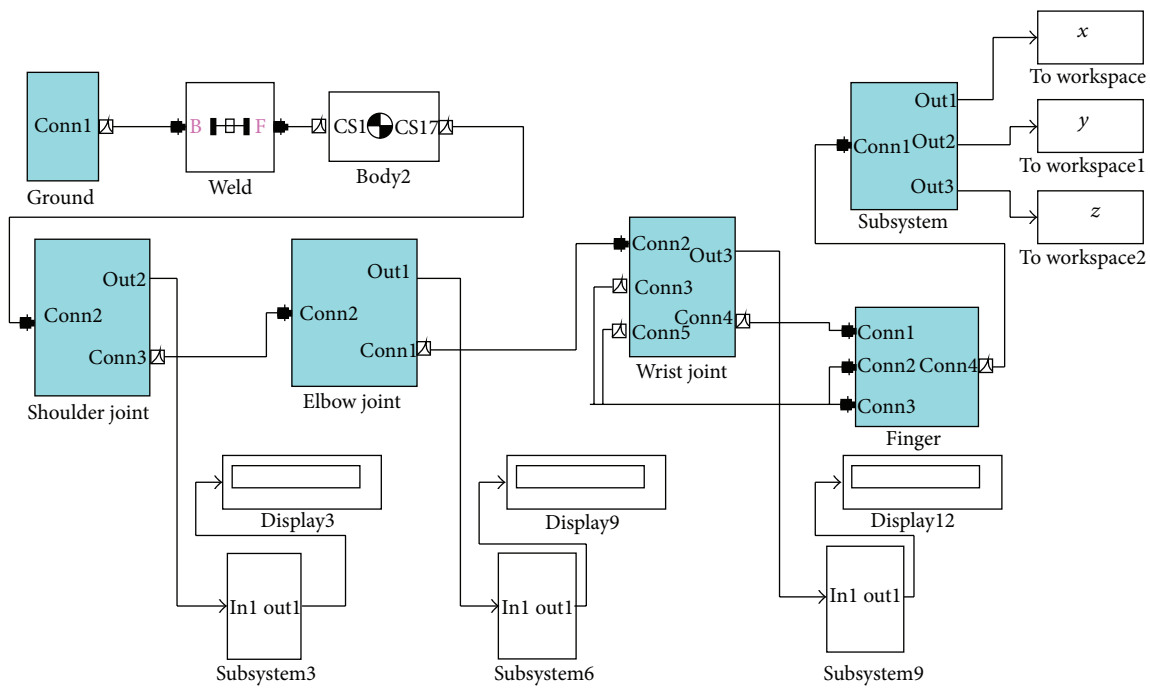 Conn1
Ground
B
F
Weld
CS1
CS17
Body2
Conn1
Out1
Out2
Out3
Subsystem
x
To workspace
y
To workspace1
z
To workspace2
Out2
Conn2
Conn3
Shoulder joint
Out1
Conn2
Conn1
Elbow joint
Conn2
Out3
Conn3
Conn4
Conn5
Wrist joint
Conn1
Conn2
Conn4
Conn3
Finger
Display3
Display9
Display12
In1 out1
Subsystem3
In1 out1
Subsystem6
In1 out1
Subsystem9